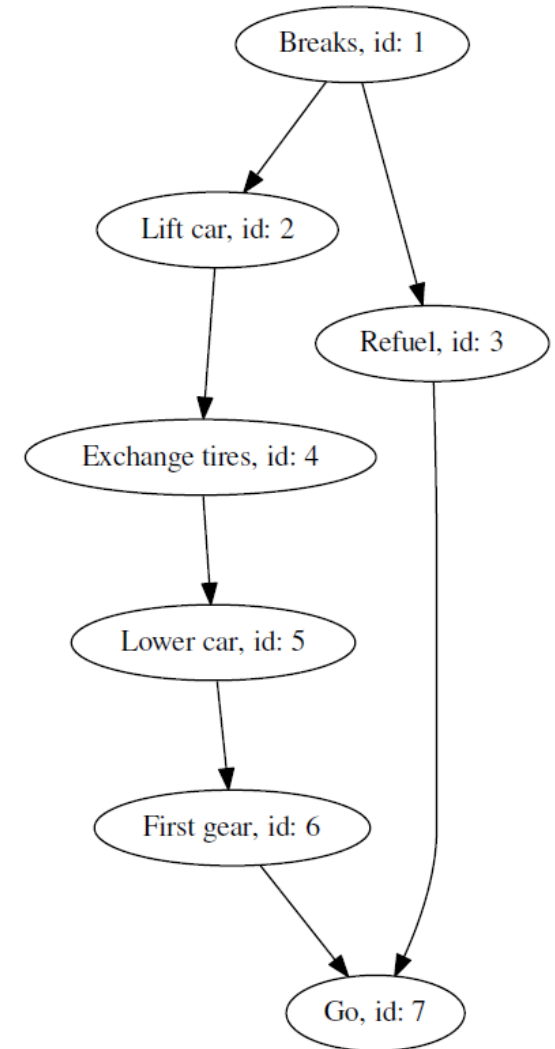 Breaks, id: 1
Lift car, id: 2
Refuel, id: 3
Exchange tires, id: 4
Lower car, id: 5
First gear, id: 6
Go, id: 7